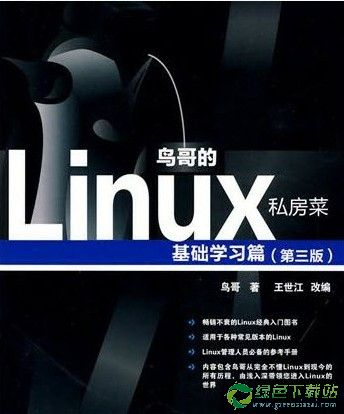 鸟哥的
Linux 私房菜
基础学习篇（第三版）
鸟哥 著 王世江 改编
畅销不衰的Linux经典入门图书
适用于各种常见版本的Linux
Linux管理人员必备的参考手册
内容包含鸟哥从完全不懂Linux到现今的
所有历程，由浅入深带领您进入Linux的
世界
绿色下载站